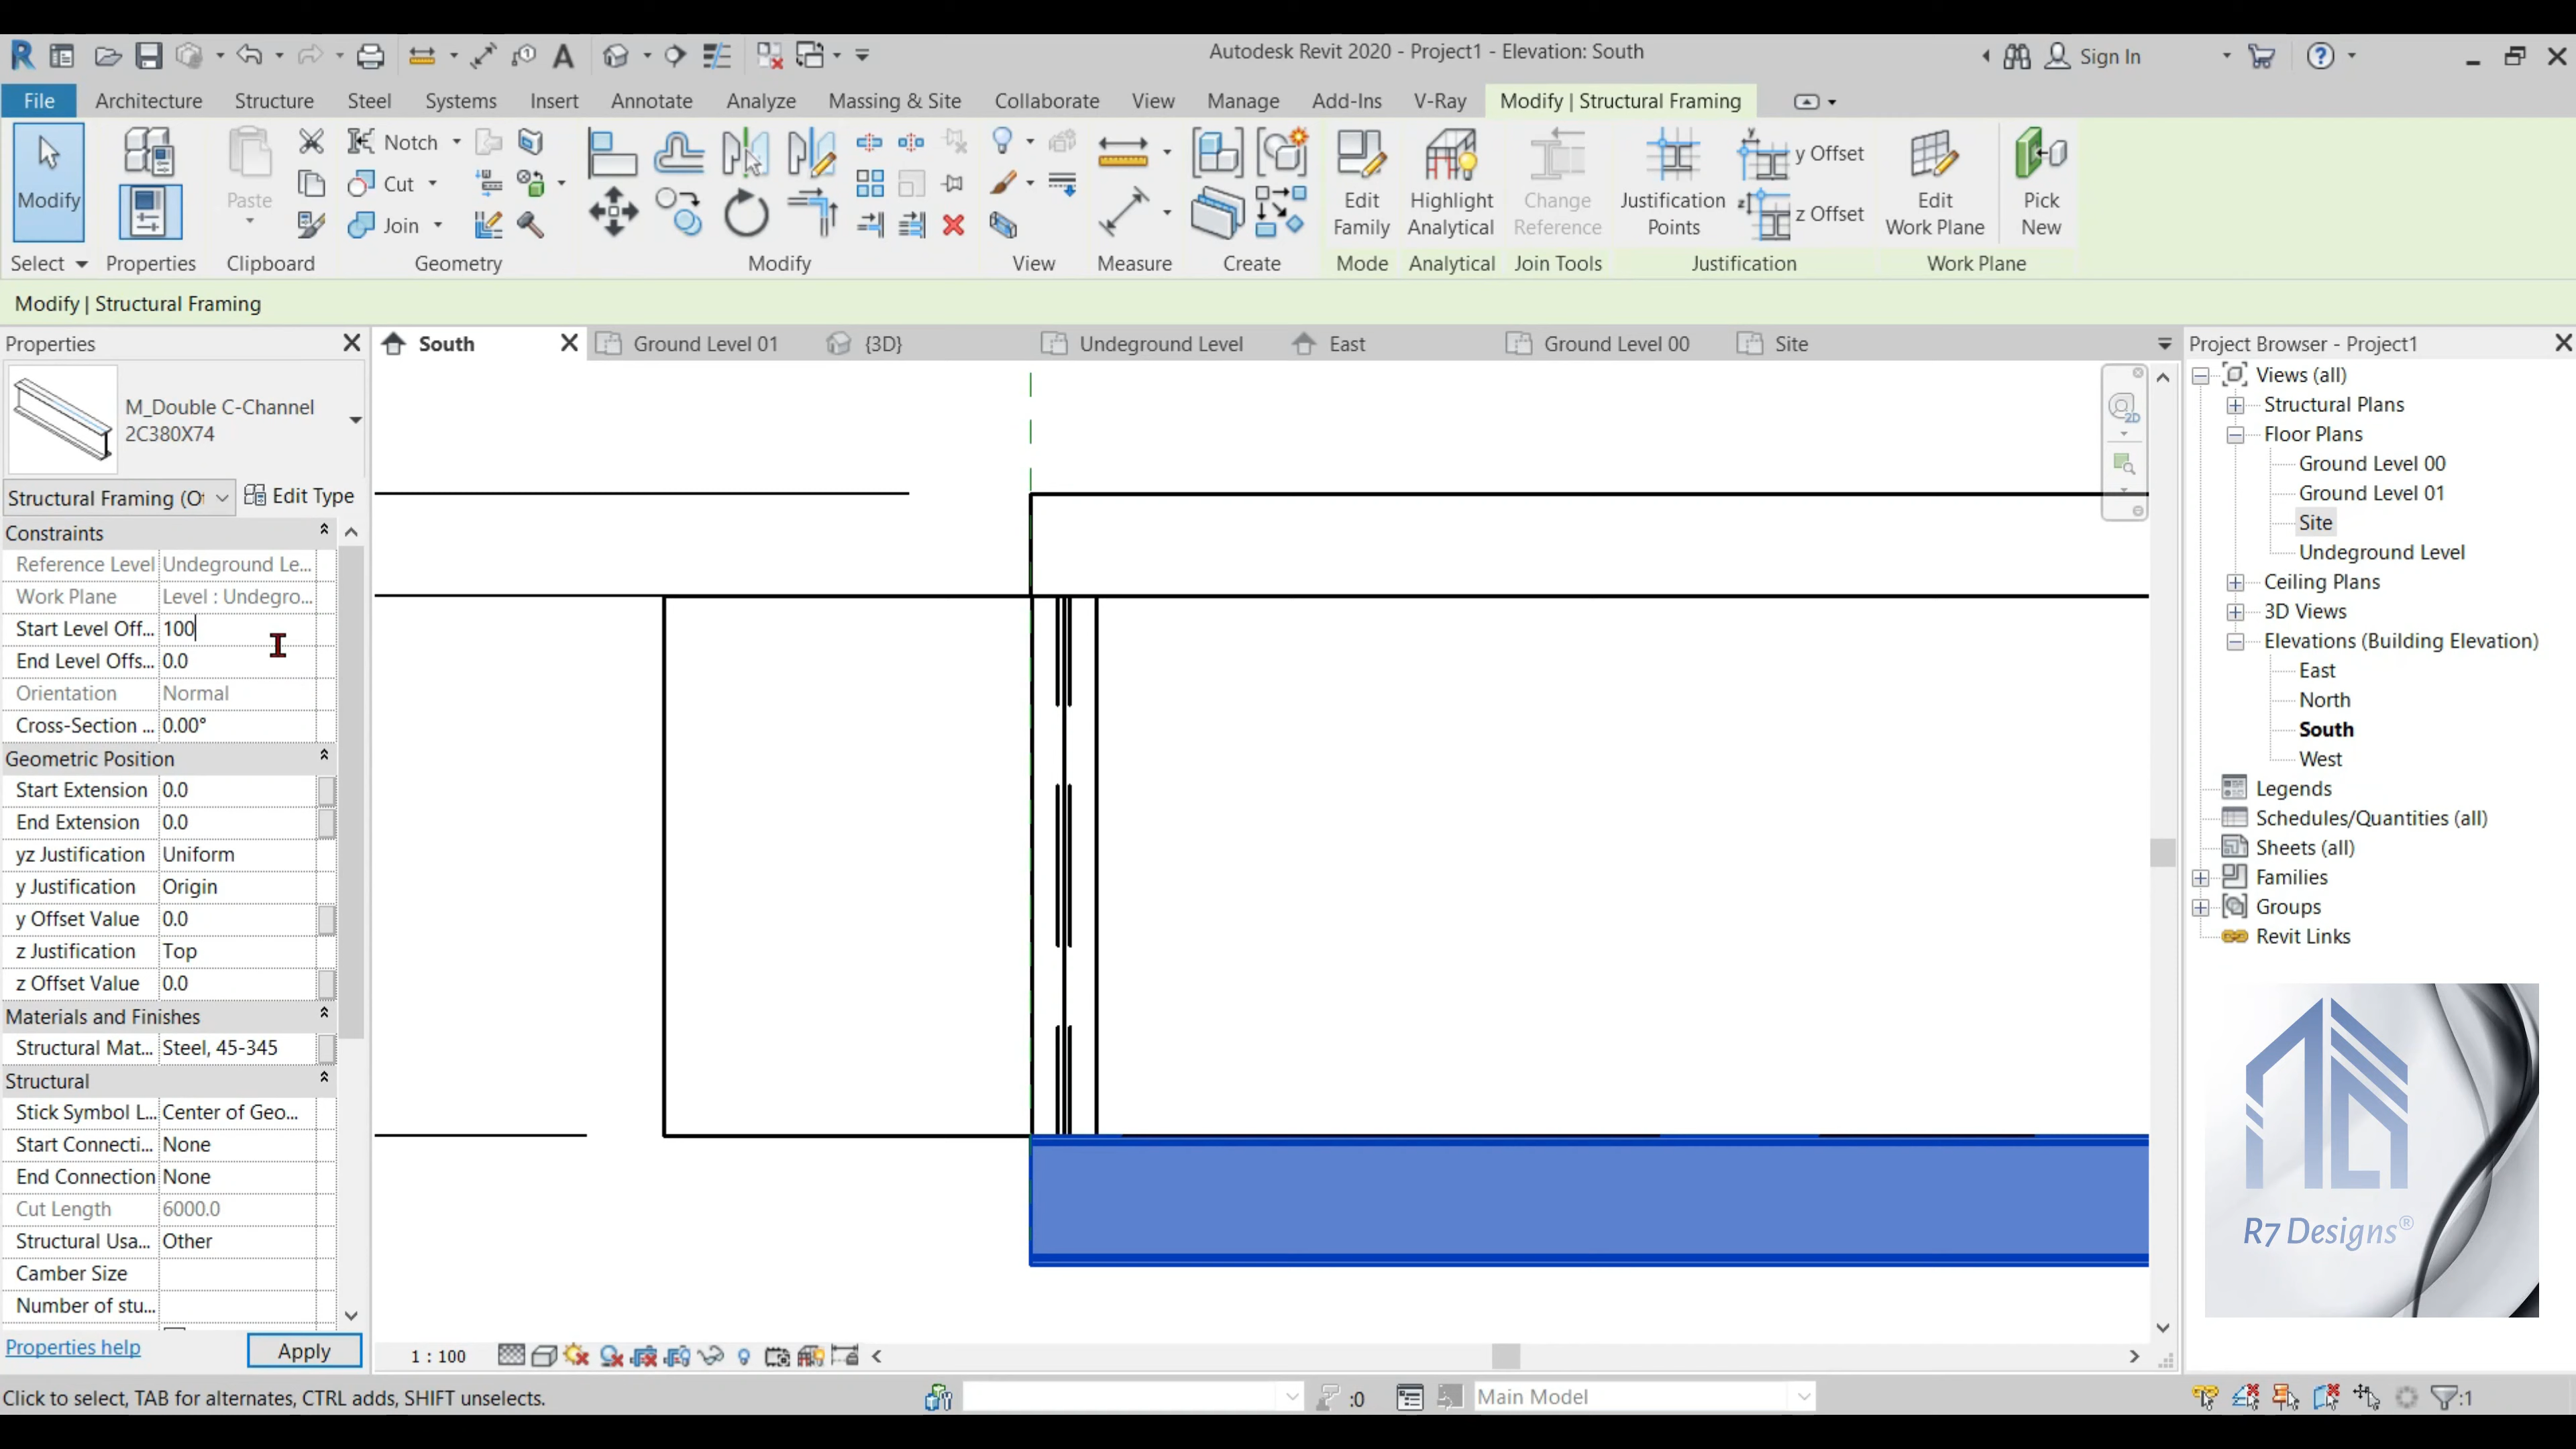 Autodesk Revit 2020 - Project1 - Elevation: South
Sign In
File Architecture Structure Steel Systems Insert Annotate Analyze Massing & Site Collaborate View Manage Add-Ins V-Ray Modify | Structural Framing
Modify
Paste
Notch
Cut
Join
Edit Family
Highlight Analytical
Change Reference
Justification Points
y Offset
z Offset
Edit Work Plane
Pick New
Select Properties Clipboard Geometry Modify View Measure Create Mode Analytical Join Tools Justification Work Plane
Modify | Structural Framing
Properties
South Ground Level 01 {3D} Undeground Level East Ground Level 00 Site
M_Double C-Channel
2C380X74
Structural Framing (Ot Edit Type
Constraints
Reference Level Undeground Le...
Work Plane Level : Undegro...
Start Level Off... 100
End Level Offs... 0.0
Orientation Normal
Cross-Section ... 0.00°
Geometric Position
Start Extension 0.0
End Extension 0.0
yz Justification Uniform
y Justification Origin
y Offset Value 0.0
z Justification Top
z Offset Value 0.0
Materials and Finishes
Structural Mat... Steel, 45-345
Structural
Stick Symbol L... Center of Geo...
Start Connecti... None
End Connection None
Cut Length 6000.0
Structural Usa... Other
Camber Size
Number of stu...
Properties help Apply
1 : 100
Project Browser - Project1
Views (all)
Structural Plans
Floor Plans
Ground Level 00
Ground Level 01
Site
Undeground Level
Ceiling Plans
3D Views
Elevations (Building Elevation)
East
North
South
West
Legends
Schedules/Quantities (all)
Sheets (all)
Families
Groups
Revit Links
R7 Designs®
Click to select, TAB for alternates, CTRL adds, SHIFT unselects.
:0
Main Model
:1